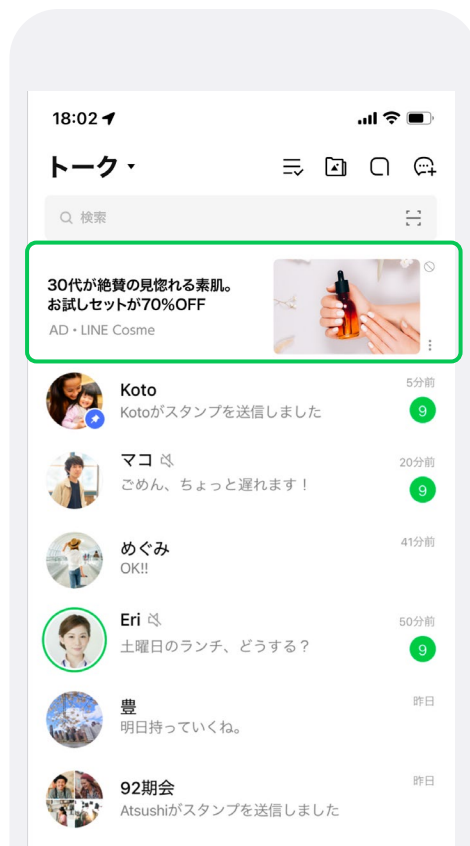 18:02
トーク
検索
30代が絶賛の見惚れる素肌。
お試しセットが70%OFF
AD・LINE Cosme
Koto
5分前
Kotoがスタンプを送信しました
9
マコ
20分前
ごめん、ちょっと遅れます！
9
めぐみ
41分前
OK!!
Eri
50分前
土曜日のランチ、どうする？
9
豊
昨日
明日持っていくね。
92期会
昨日
Atsushiがスタンプを送信しました